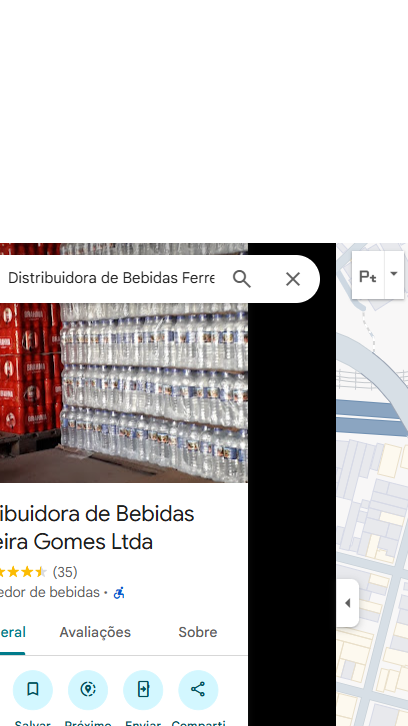 Distribuidora de Bebidas Ferre
Pt
BRAHMA
ibuidora de Bebidas
eira Gomes Ltda
(35)
edor de bebidas ·
eral Avaliações Sobre
Salvar Próximo Enviar Comparti